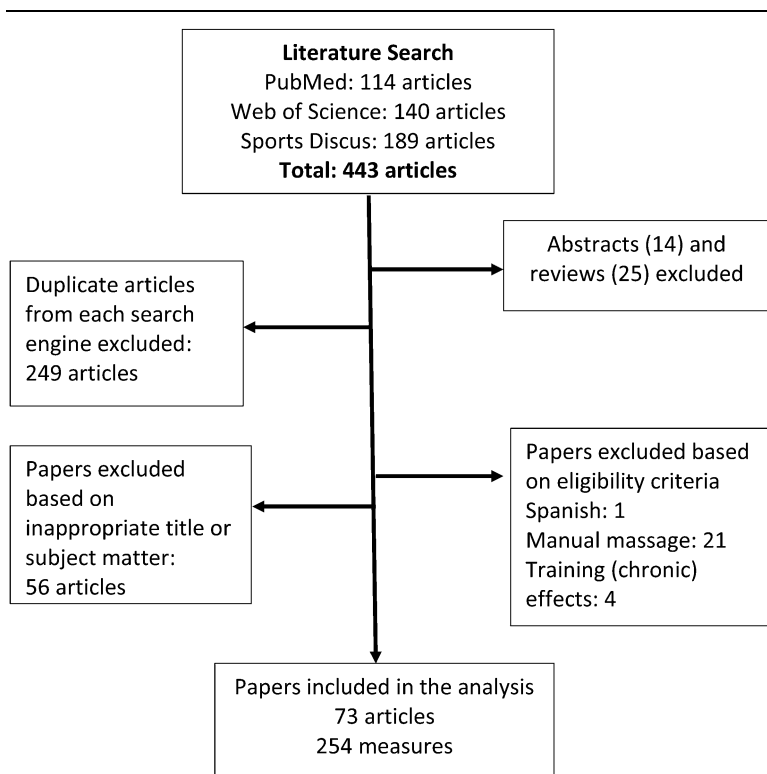 Literature Search
PubMed: 114 articles
Web of Science: 140 articles
Sports Discus: 189 articles
Total: 443 articles
Abstracts (14) and
reviews (25) excluded
Duplicate articles
from each search
engine excluded:
249 articles
Papers excluded based
on eligibility criteria
Spanish: 1
Manual massage: 21
Training (chronic)
effects: 4
Papers excluded
based on
inappropriate title or
subject matter:
56 articles
Papers included in the analysis
73 articles
254 measures